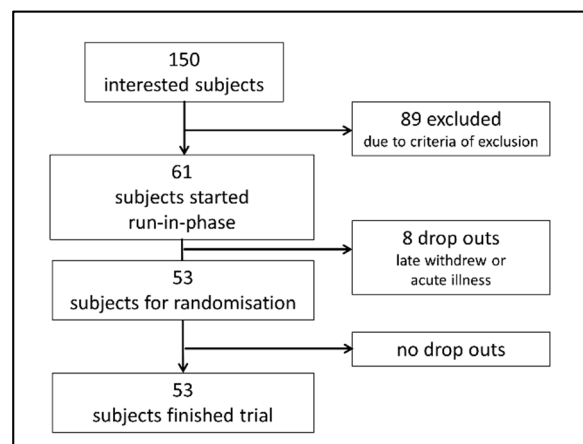 150
interested subjects
89 excluded
due to criteria of exclusion
61
subjects started
run-in-phase
8 drop outs
late withdrew or
acute illness
53
subjects for randomisation
no drop outs
53
subjects finished trial